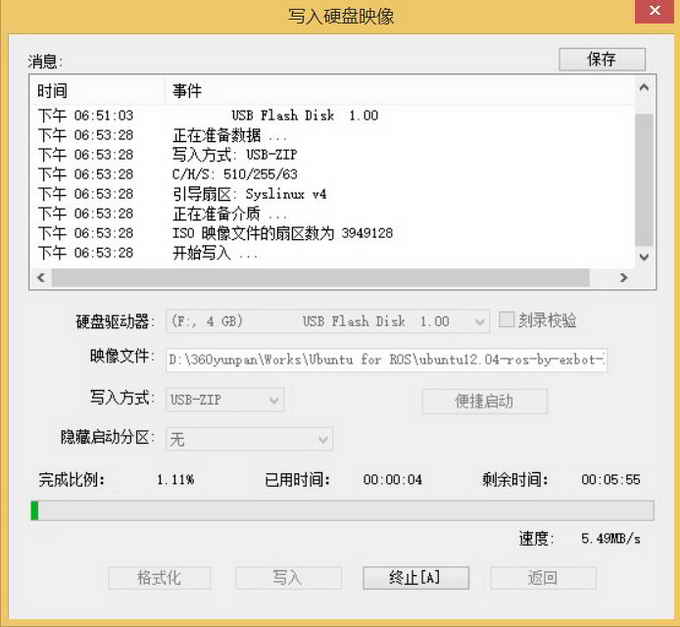 写入硬盘映像
消息:
保存
时间 事件
下午 06:51:03 USB Flash Disk 1.00
下午 06:53:28 正在准备数据 ...
下午 06:53:28 写入方式: USB-ZIP
下午 06:53:28 C/H/S: 510/255/63
下午 06:53:28 引导扇区: Syslinux v4
下午 06:53:28 正在准备介质 ...
下午 06:53:28 ISO 映像文件的扇区数为 3949128
下午 06:53:28 开始写入 ...
硬盘驱动器: (F:, 4 GB) USB Flash Disk 1.00 刻录校验
映像文件: D:\360yunpan\Works\Ubuntu for ROS\ubuntu12.04-ros-by-exbot-
写入方式: USB-ZIP 便捷启动
隐藏启动分区: 无
完成比例: 1.11% 已用时间: 00:00:04 剩余时间: 00:05:55
速度: 5.49MB/s
格式化 写入 终止[A] 返回